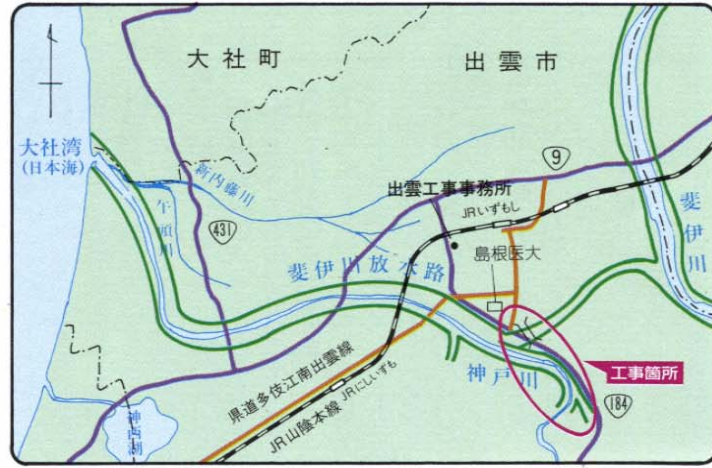 大社町
出雲市
大社湾
(日本海)
新内藤川
午頭川
431
9
出雲工事事務所
JRいずもし
島根医大
斐伊川放水路
斐伊川
神戸川
工事箇所
184
県道多伎江南出雲線
JR山陰本線
JRにしいずも
神西湖